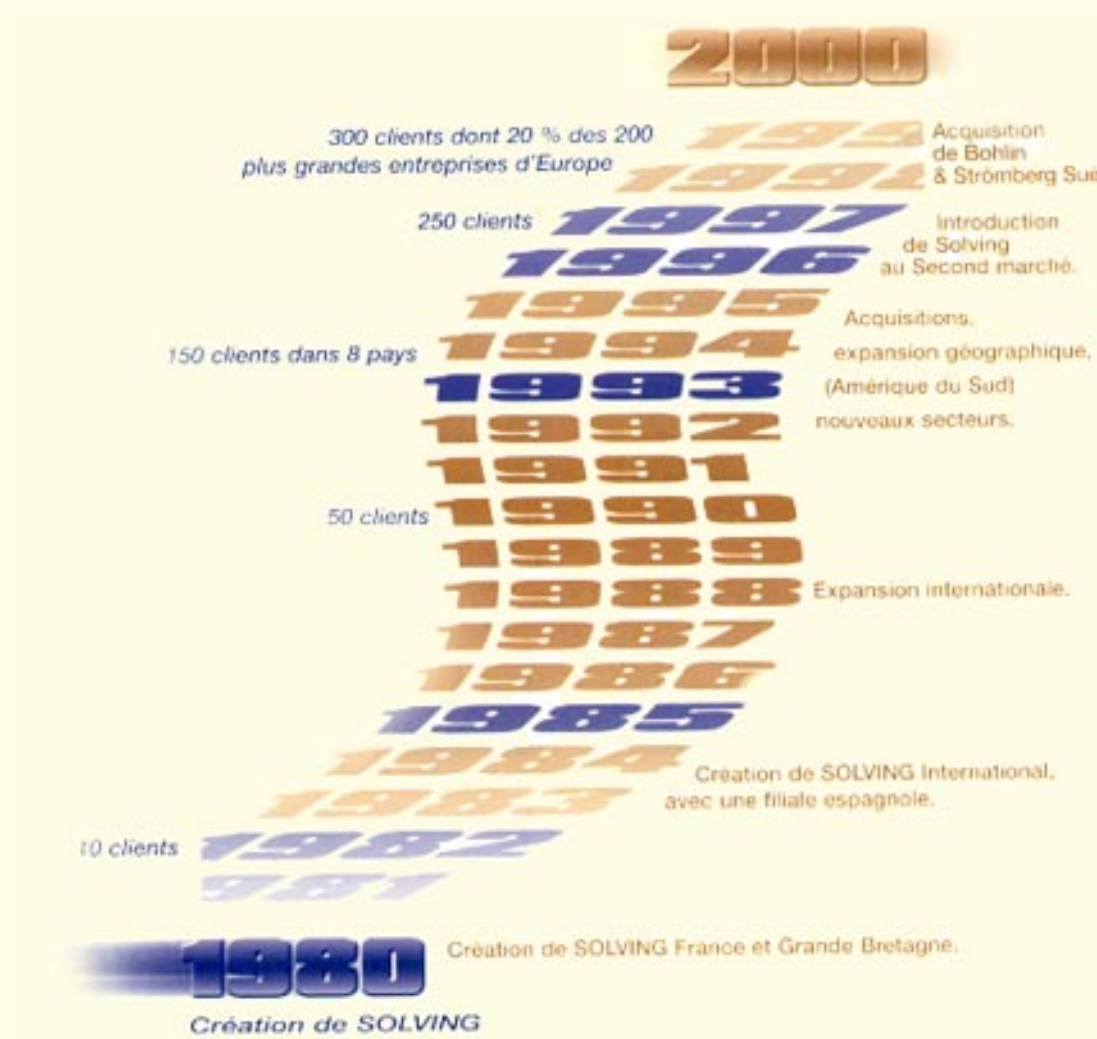 2000
300 clients dont 20 % des 200
plus grandes entreprises d'Europe
199
Acquisition
de Bohlin
& Strömberg Sué
199
250 clients
1997
Introduction
de Solving
au Second marché.
1996
1995
Acquisitions,
expansion géographique,
(Amérique du Sud)
nouveaux secteurs.
150 clients dans 8 pays
1994
1993
1992
1991
50 clients
1990
1989
1988
Expansion internationale.
1987
1986
1985
1984
Création de SOLVING International,
avec une filiale espagnole.
1983
10 clients
1982
981
1980
Création de SOLVING France et Grande Bretagne.
Création de SOLVING